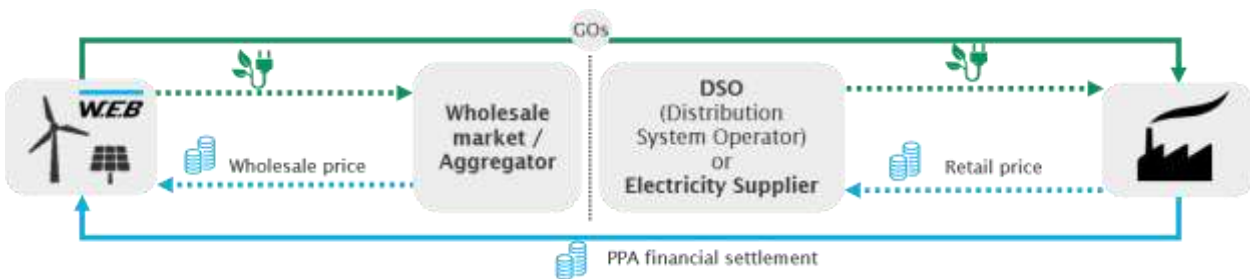 GOs
W.E.B
Wholesale
market /
Aggregator
Wholesale price
DSO
(Distribution
System Operator)
or
Electricity Supplier
Retail price
PPA financial settlement